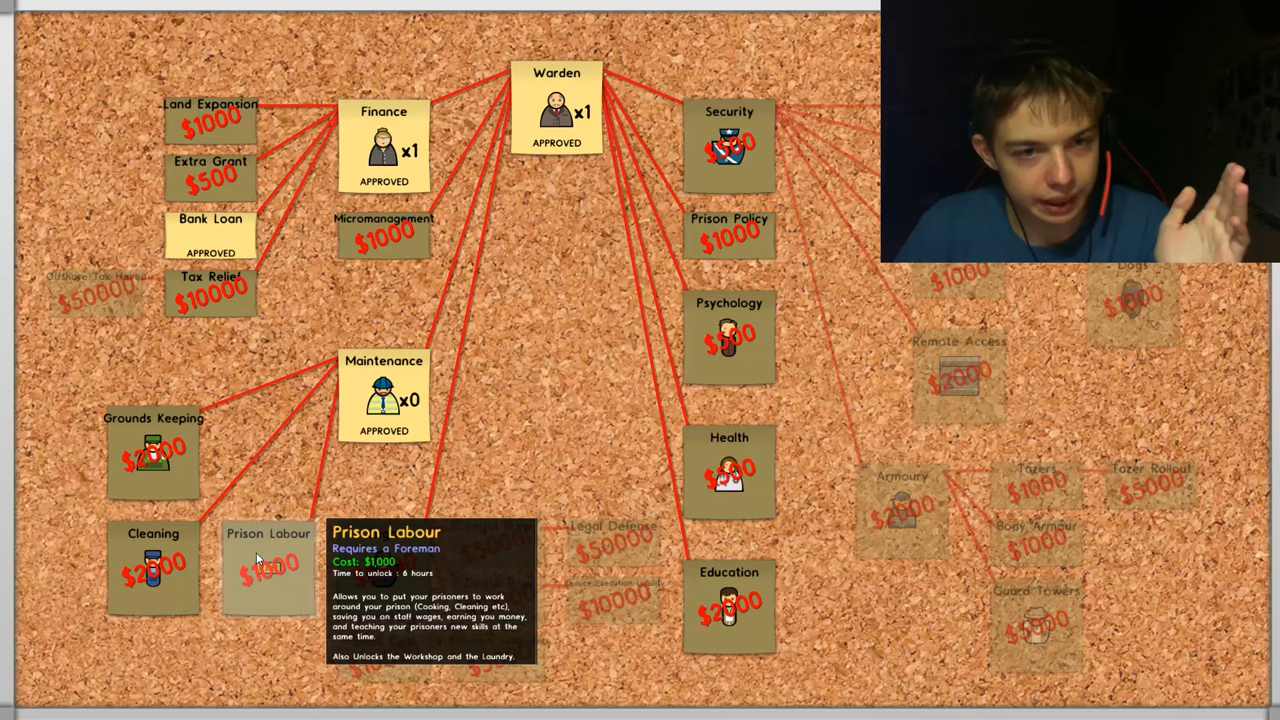 Warden
x1
APPROVED
Land Expansion
$1000
Finance
x1
APPROVED
Security
$500
Extra Grant
$500
Bank Loan
APPROVED
Micromanagement
$1000
Prison Policy
$1000
Offshore Tax Haven
$50000
Tax Relief
$10000
$1000
Dogs
$1000
Psychology
$500
Remote Access
$2000
Maintenance
x0
APPROVED
Grounds Keeping
$2000
Health
$500
Armoury
$2000
Tazers
$1000
Tazer Rollout
$5000
Cleaning
$2000
Prison Labour
$1000
Prison Labour
Requires a Foreman
Cost: $1,000
Time to unlock : 6 hours
Allows you to put your prisoners to work
around your prison (Cooking, Cleaning etc),
saving you on staff wages, earning you money,
and teaching your prisoners new skills at the
same time.
Also Unlocks the Workshop and the Laundry.
Legal Defense
$50000
Body Armour
$1000
$10000
Education
$2000
Guard Towers
$5000